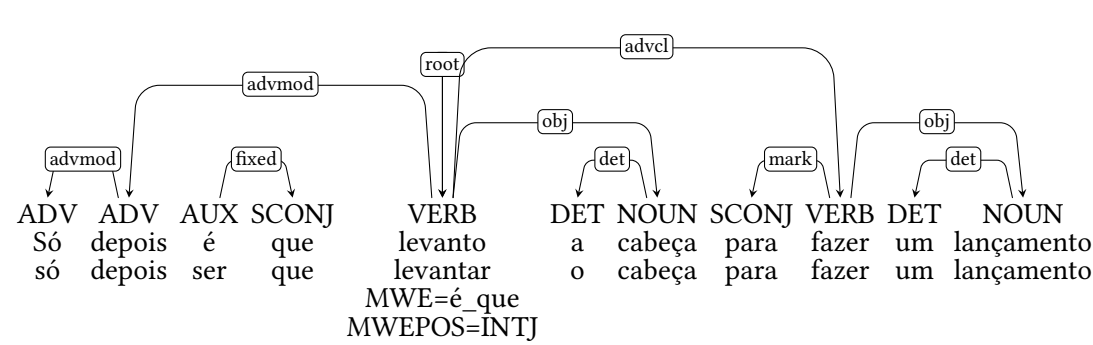 advcl
root
advmod
obj obj
advmod fixed det mark det
ADV ADV AUX SCONJ VERB DET NOUN SCONJ VERB DET NOUN
Só depois é que levanto a cabeça para fazer um lançamento
só depois ser que levantar o cabeça para fazer um lançamento
MWE=é_que
MWEPOS=INTJ